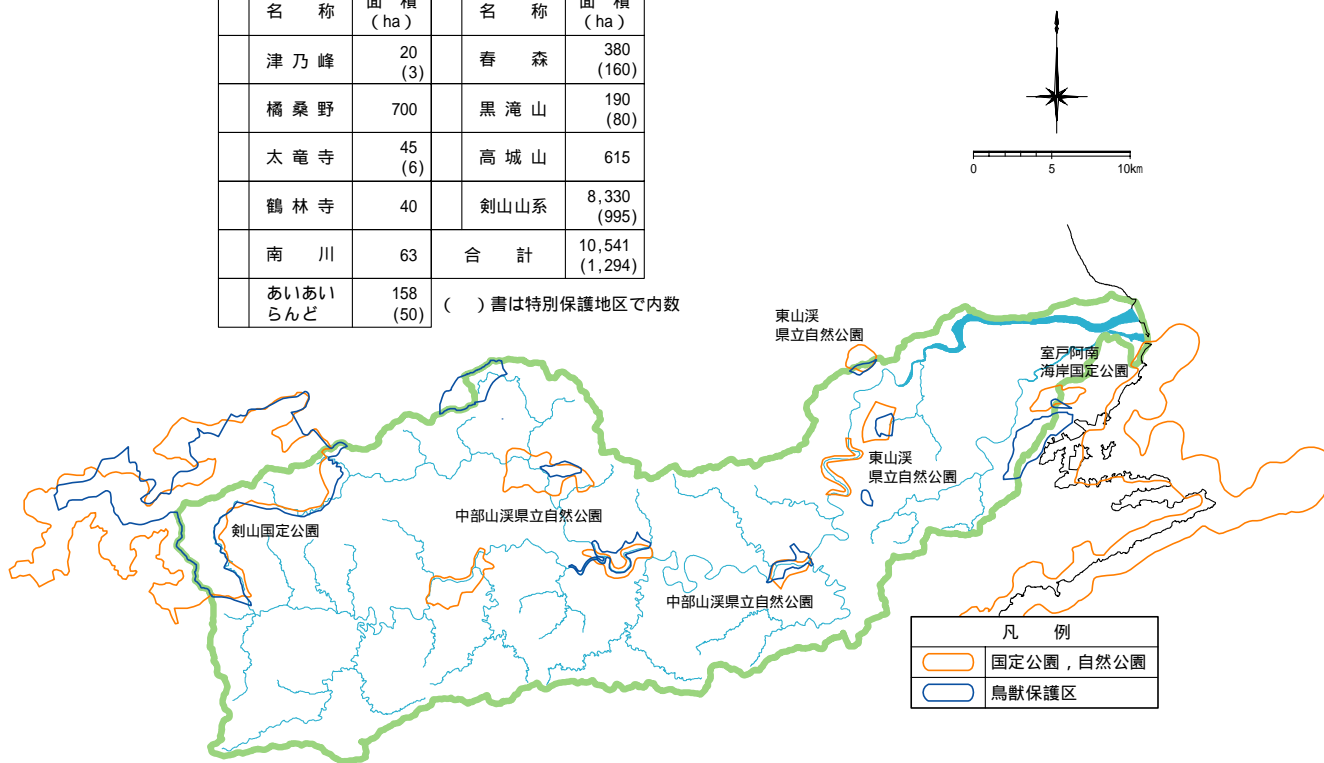 名 称 面 積 名 称 面 積
(ha) (ha)
津乃峰 20 春 森 380
(3) (160)
橘桑野 700 黒滝山 190
(80)
太竜寺 45 高城山 615
(6)
鶴林寺 40 剣山山系 8,330
(995)
南 川 63 合 計 10,541
(1,294)
あいあい 158
らんど (50)
( )書は特別保護地区で内数
0 5 10km
東山渓
県立自然公園
室戸阿南
海岸国定公園
東山渓
県立自然公園
剣山国定公園
中部山渓県立自然公園
中部山渓県立自然公園
凡 例
国定公園,自然公園
鳥獣保護区